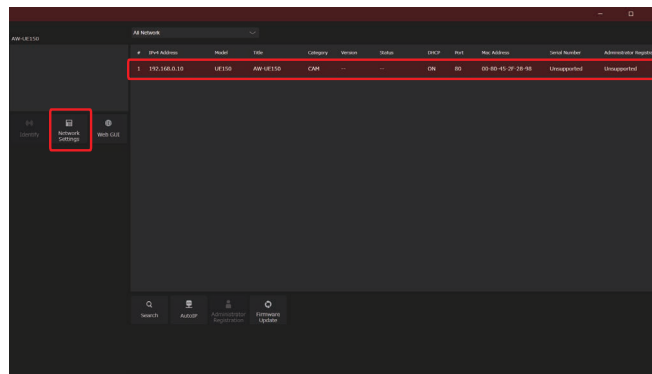 AW-UE150
All Network
# IPv4 Address Model Title Category Version Status DHCP Port Mac Address Serial Number Administrator Registra
1 192.168.0.10 UE150 AW-UE150 CAM -- -- ON 80 00-80-45-2F-28-98 Unsupported Unsupported
Identify
Network
Settings
Web GUI
Search
AutoIP
Administrator
Registration
Firmware
Update